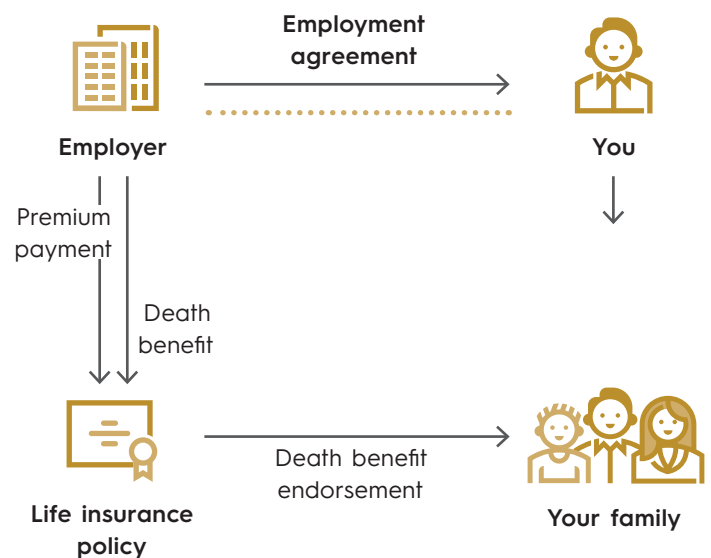 Employment
agreement
Employer
You
Premium
payment
Death
benefit
Death benefit
endorsement
Life insurance
policy
Your family